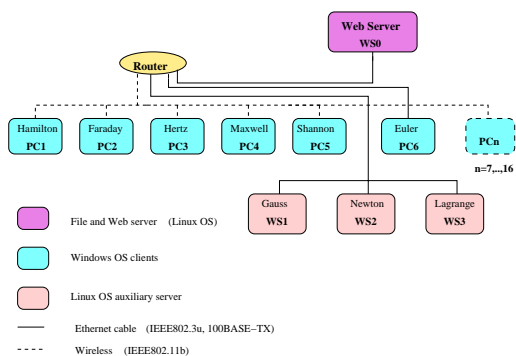 Web Server
WS0
Router
Hamilton
PC1
Faraday
PC2
Hertz
PC3
Maxwell
PC4
Shannon
PC5
Euler
PC6
PCn
n=7,..,16
Gauss
WS1
Newton
WS2
Lagrange
WS3
File and Web server (Linux OS)
Windows OS clients
Linux OS auxiliary server
Ethernet cable (IEEE802.3u, 100BASE−TX)
Wireless (IEEE802.11b)